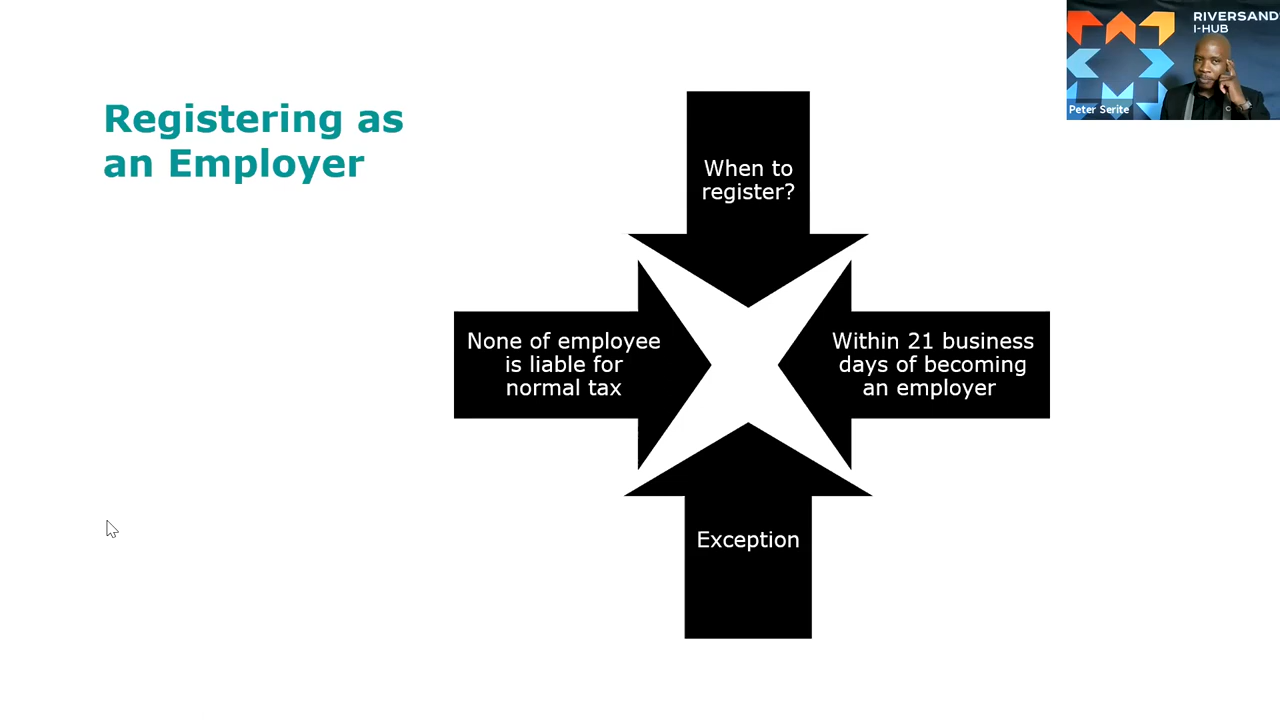 RIVERSAND
I-HUB
Peter Serite
Registering as
an Employer
When to
register?
None of employee
is liable for
normal tax
Within 21 business
days of becoming
an employer
Exception